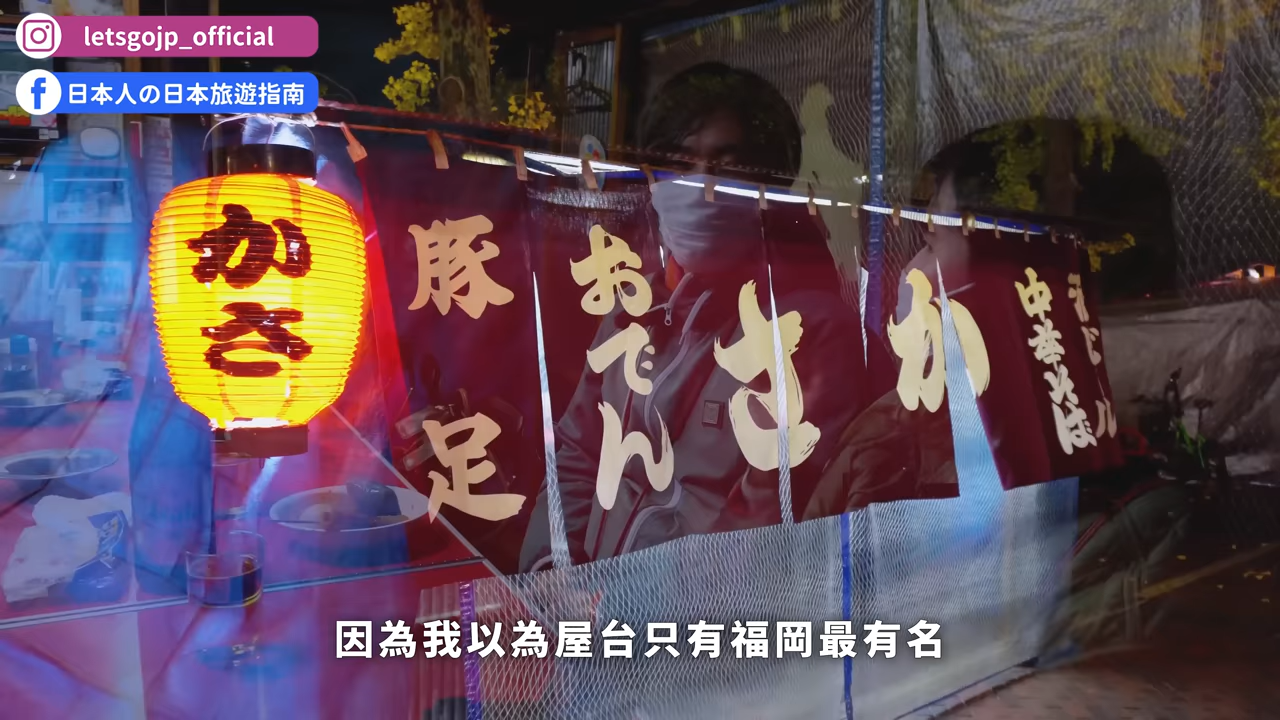 letsgojp_official
日本人の日本旅遊指南
かさ
豚足
おでん
さか
中華そば
因為我以為屋台只有福岡最有名